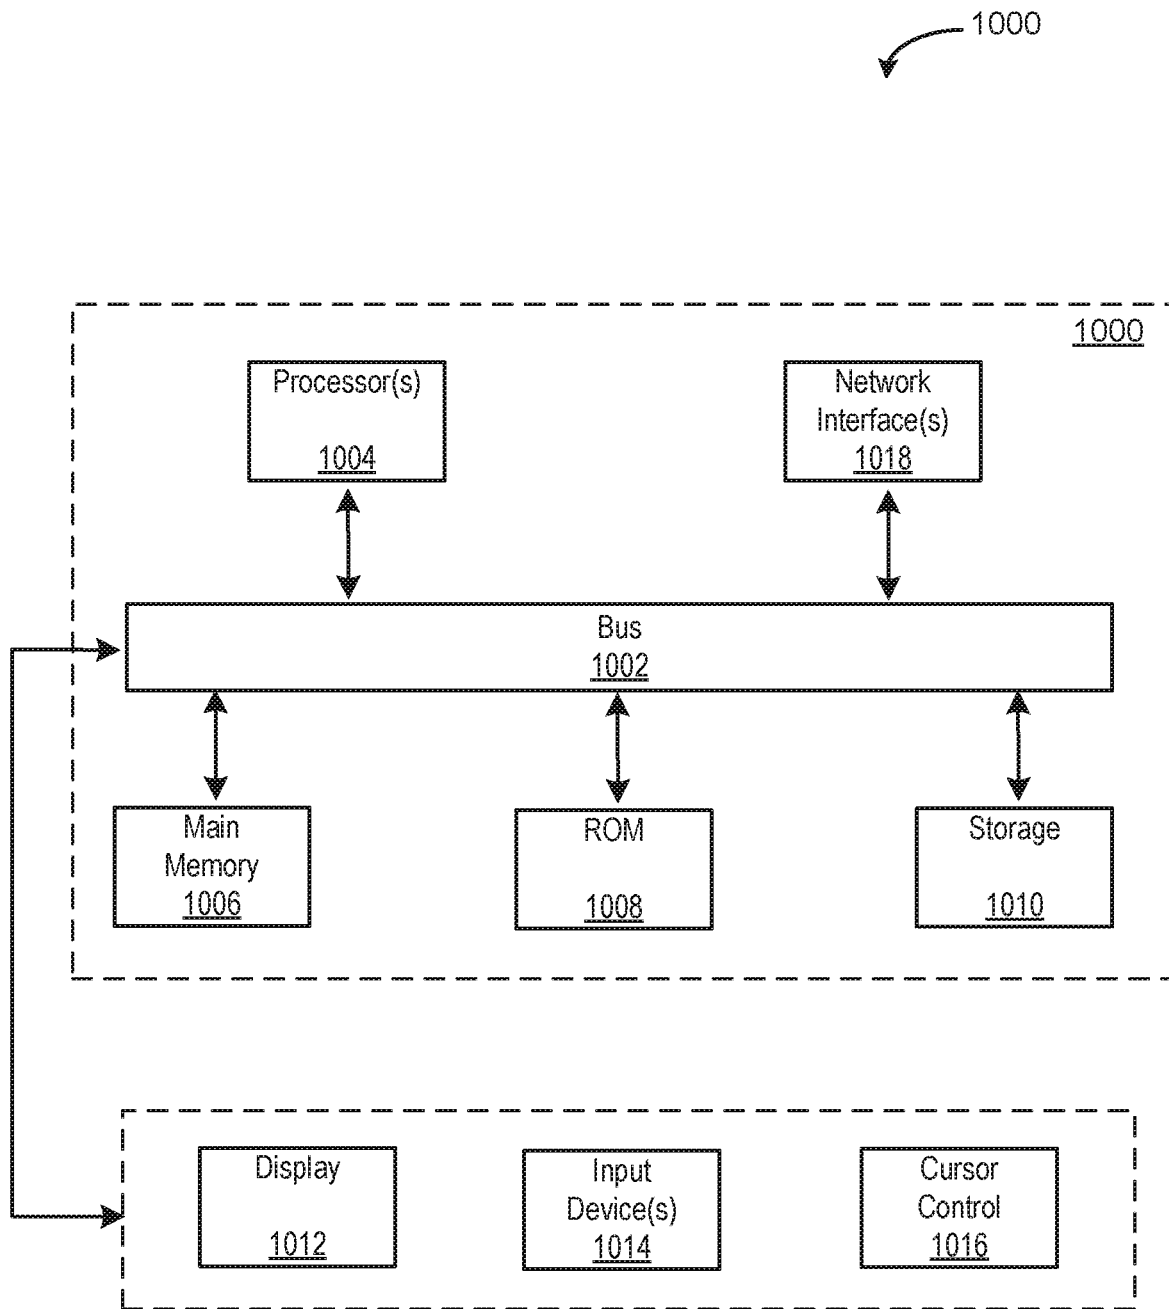 1000
1000
Processor(s)
1004
Network
Interface(s)
1018
Bus
1002
Main
Memory
1006
ROM
1008
Storage
1010
Display
1012
Input
Device(s)
1014
Cursor
Control
1016